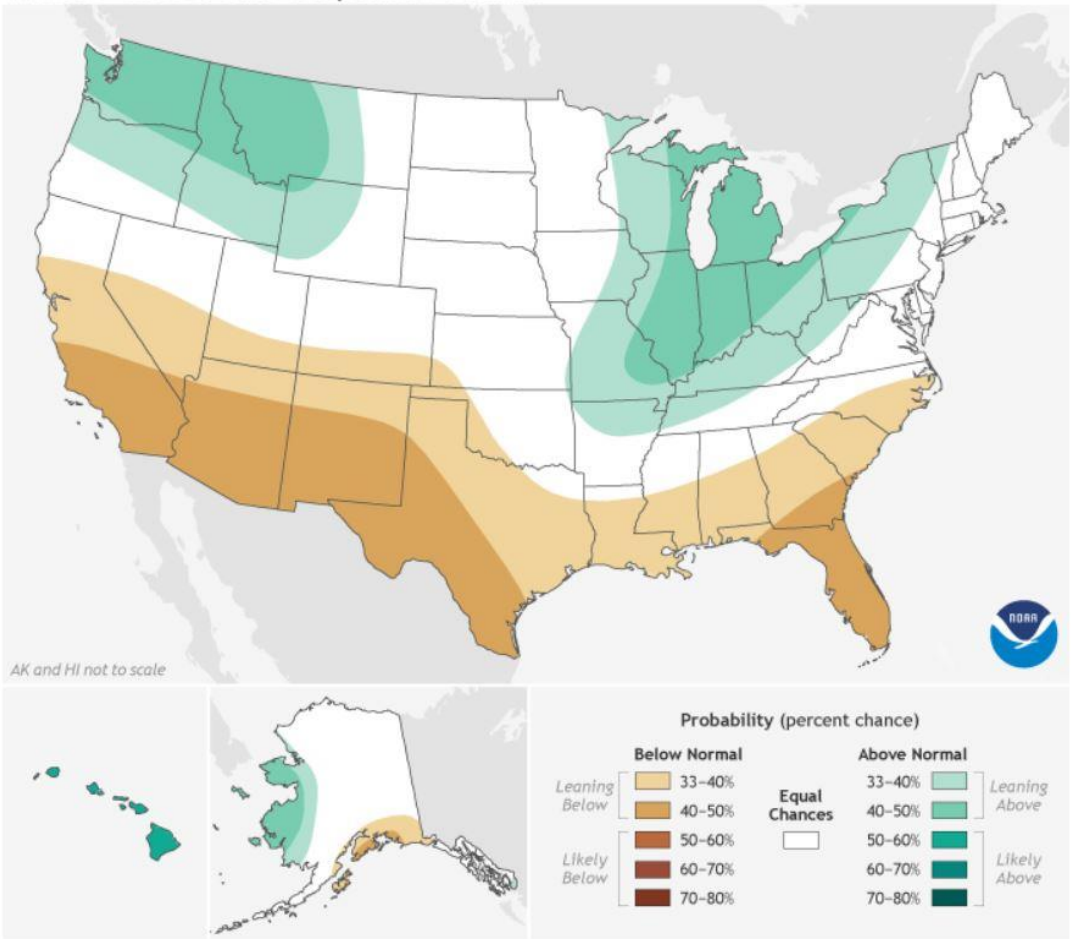 NOAA
AK and HI not to scale
Probability (percent chance)
Below Normal
Above Normal
Leaning
Below
33–40%
40–50%
Likely
Below
50–60%
60–70%
70–80%
Equal
Chances
33–40%
40–50%
Leaning
Above
50–60%
60–70%
70–80%
Likely
Above